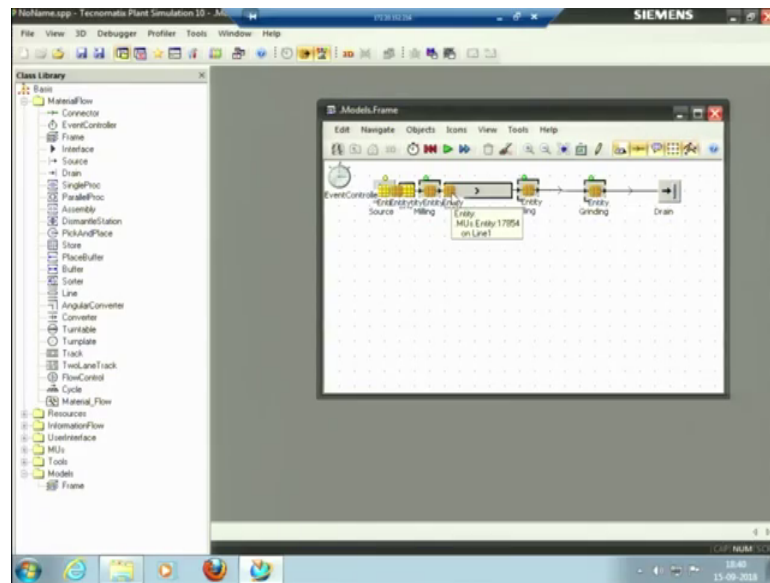 NoName.spp - Tecnomatix Plant Simulation 10 - .Mo
SIEMENS
File View 3D Debugger Profiler Tools Window Help
Class Library
Basis
MaterialFlow
Connector
EventController
Frame
Interface
Source
Drain
SingleProc
ParallelProc
Assembly
DismantleStation
PickAndPlace
Store
PlaceBuffer
Buffer
Sorter
Line
AngularConverter
Converter
Turntable
Turnplate
Track
TwoLaneTrack
FlowControl
Cycle
Material_Flow
Resources
InformationFlow
UserInterface
MUs
Tools
Models
Frame
.Models.Frame
Edit Navigate Objects Icons View Tools Help
EventController
Source
Milling
Entity
Entity
Grinding
Drain
Entity
MUs.Entity:17854
on Line1
CAP NUM SCR
18:40
15-09-2018